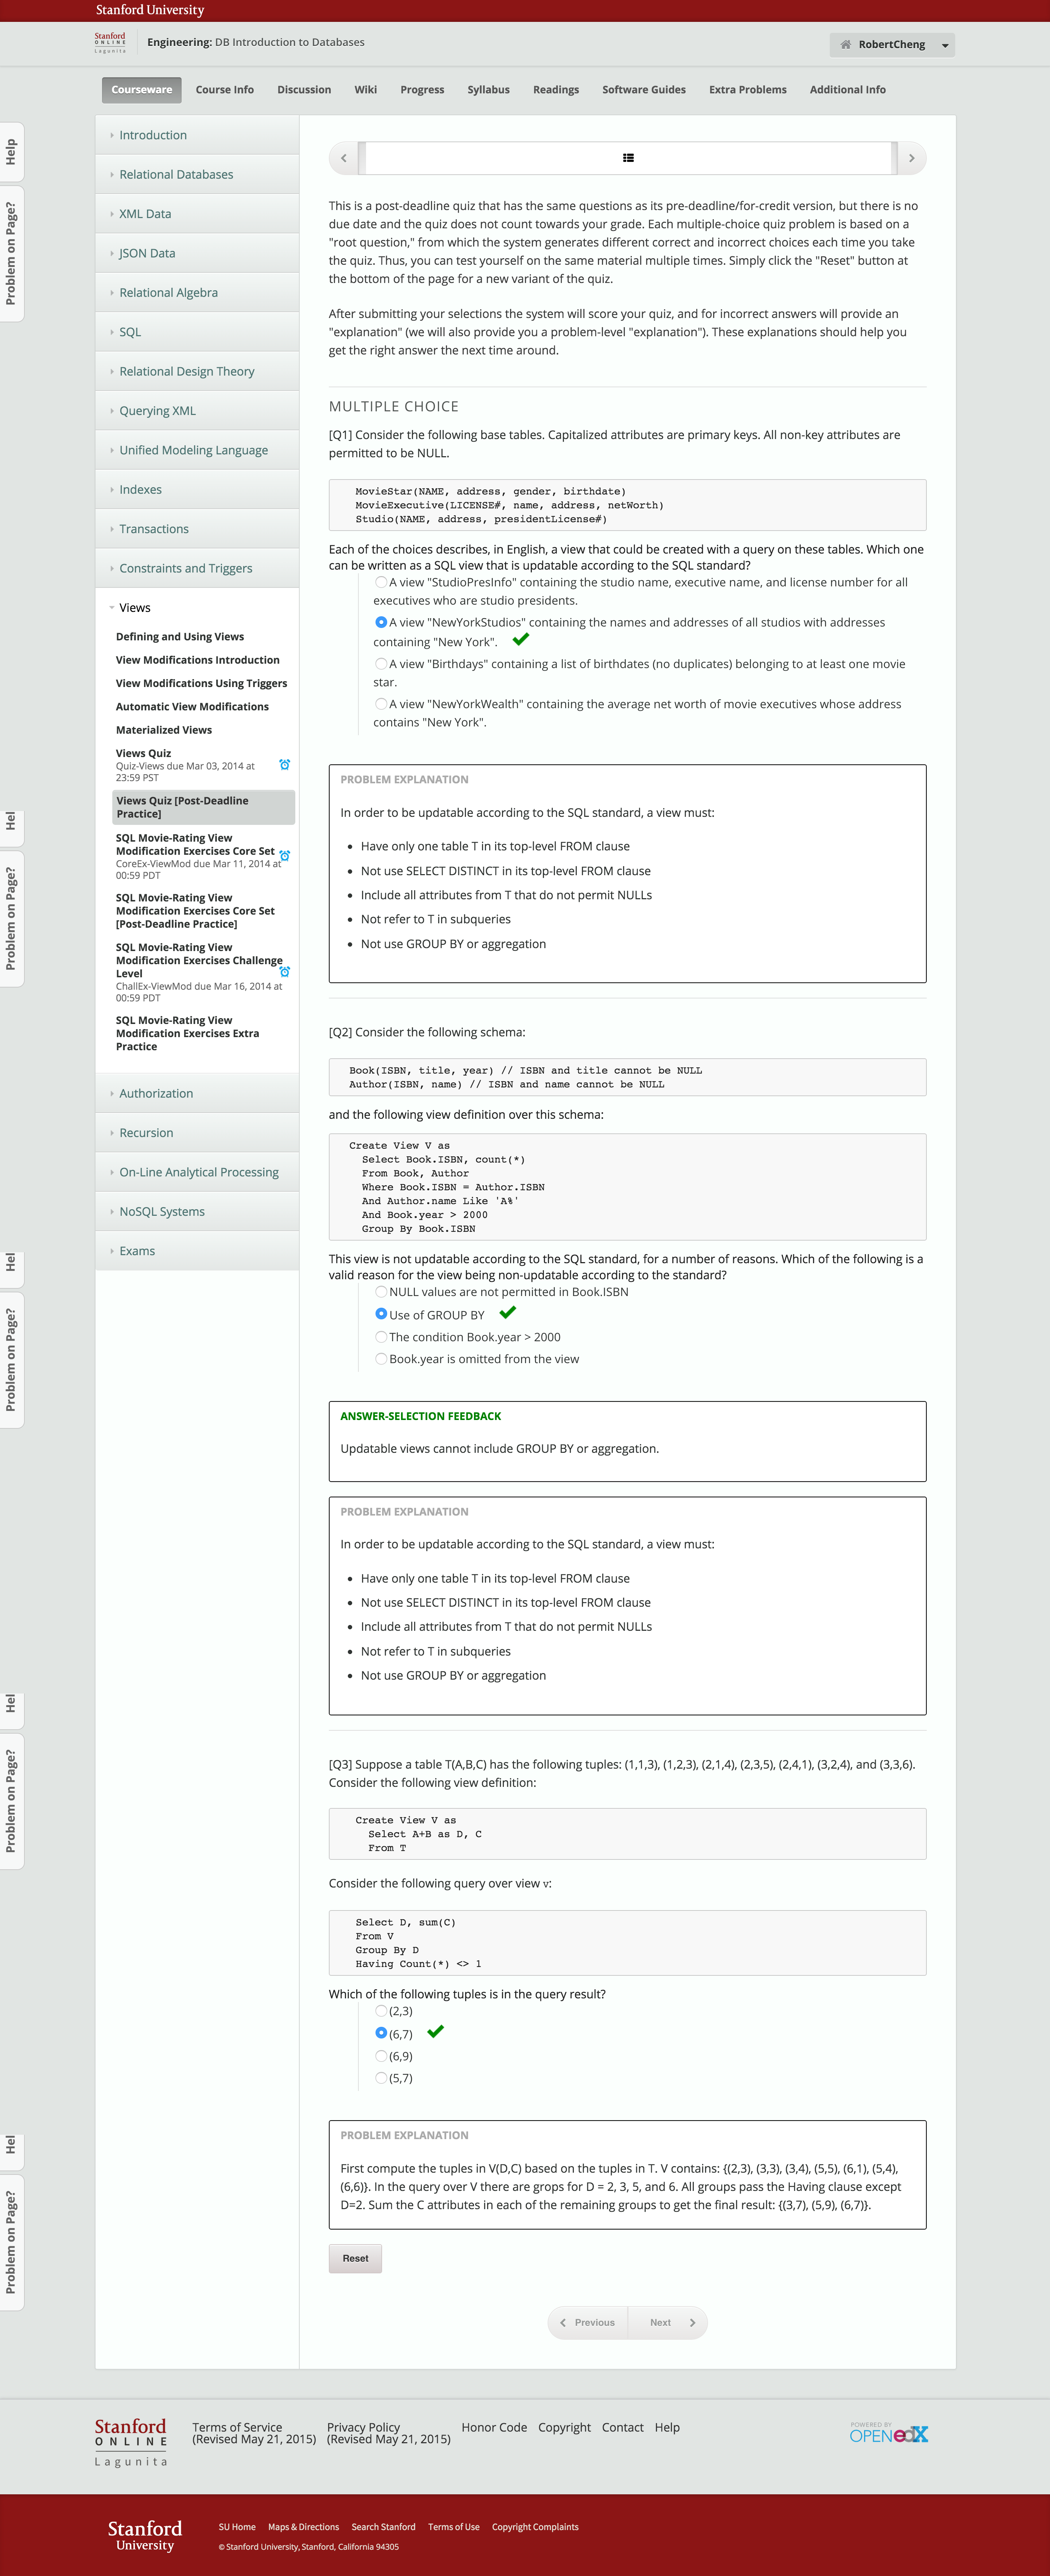 Stanford University
Stanford
ONLINE
Lagunita
Engineering: DB Introduction to Databases
RobertCheng
Courseware
Course Info
Discussion
Wiki
Progress
Syllabus
Readings
Software Guides
Extra Problems
Additional Info
Help
Problem on Page?
Introduction
Relational Databases
XML Data
JSON Data
Relational Algebra
SQL
Relational Design Theory
Querying XML
Unified Modeling Language
Indexes
Transactions
Constraints and Triggers
Views
Defining and Using Views
View Modifications Introduction
View Modifications Using Triggers
Automatic View Modifications
Materialized Views
Views Quiz
Quiz-Views due Mar 03, 2014 at
23:59 PST
Views Quiz [Post-Deadline
Practice]
SQL Movie-Rating View
Modification Exercises Core Set
CoreEx-ViewMod due Mar 11, 2014 at
00:59 PDT
SQL Movie-Rating View
Modification Exercises Core Set
[Post-Deadline Practice]
SQL Movie-Rating View
Modification Exercises Challenge
Level
ChallEx-ViewMod due Mar 16, 2014 at
00:59 PDT
SQL Movie-Rating View
Modification Exercises Extra
Practice
Authorization
Recursion
On-Line Analytical Processing
NoSQL Systems
Exams
Hel
Problem on Page?
Hel
Problem on Page?
Hel
Problem on Page?
Hel
Problem on Page?
This is a post-deadline quiz that has the same questions as its pre-deadline/for-credit version, but there is no
due date and the quiz does not count towards your grade. Each multiple-choice quiz problem is based on a
"root question," from which the system generates different correct and incorrect choices each time you take
the quiz. Thus, you can test yourself on the same material multiple times. Simply click the "Reset" button at
the bottom of the page for a new variant of the quiz.
After submitting your selections the system will score your quiz, and for incorrect answers will provide an
"explanation" (we will also provide you a problem-level "explanation"). These explanations should help you
get the right answer the next time around.
MULTIPLE CHOICE
[Q1] Consider the following base tables. Capitalized attributes are primary keys. All non-key attributes are
permitted to be NULL.
MovieStar(NAME, address, gender, birthdate)
MovieExecutive(LICENSE#, name, address, netWorth)
Studio(NAME, address, presidentLicense#)
Each of the choices describes, in English, a view that could be created with a query on these tables. Which one
can be written as a SQL view that is updatable according to the SQL standard?
A view "StudioPresInfo" containing the studio name, executive name, and license number for all
executives who are studio presidents.
A view "NewYorkStudios" containing the names and addresses of all studios with addresses
containing "New York".
A view "Birthdays" containing a list of birthdates (no duplicates) belonging to at least one movie
star.
A view "NewYorkWealth" containing the average net worth of movie executives whose address
contains "New York".
PROBLEM EXPLANATION
In order to be updatable according to the SQL standard, a view must:
• Have only one table T in its top-level FROM clause
• Not use SELECT DISTINCT in its top-level FROM clause
• Include all attributes from T that do not permit NULLs
• Not refer to T in subqueries
• Not use GROUP BY or aggregation
[Q2] Consider the following schema:
Book(ISBN, title, year) // ISBN and title cannot be NULL
Author(ISBN, name) // ISBN and name cannot be NULL
and the following view definition over this schema:
Create View V as
Select Book.ISBN, count(*)
From Book, Author
Where Book.ISBN = Author.ISBN
And Author.name Like 'A%'
And Book.year > 2000
Group By Book.ISBN
This view is not updatable according to the SQL standard, for a number of reasons. Which of the following is a
valid reason for the view being non-updatable according to the standard?
NULL values are not permitted in Book.ISBN
Use of GROUP BY
The condition Book.year > 2000
Book.year is omitted from the view
ANSWER-SELECTION FEEDBACK
Updatable views cannot include GROUP BY or aggregation.
PROBLEM EXPLANATION
In order to be updatable according to the SQL standard, a view must:
• Have only one table T in its top-level FROM clause
• Not use SELECT DISTINCT in its top-level FROM clause
• Include all attributes from T that do not permit NULLs
• Not refer to T in subqueries
• Not use GROUP BY or aggregation
[Q3] Suppose a table T(A,B,C) has the following tuples: (1,1,3), (1,2,3), (2,1,4), (2,3,5), (2,4,1), (3,2,4), and (3,3,6).
Consider the following view definition:
Create View V as
Select A+B as D, C
From T
Consider the following query over view v:
Select D, sum(C)
From V
Group By D
Having Count(*) <> 1
Which of the following tuples is in the query result?
(2,3)
(6,7)
(6,9)
(5,7)
PROBLEM EXPLANATION
First compute the tuples in V(D,C) based on the tuples in T. V contains: {(2,3), (3,3), (3,4), (5,5), (6,1), (5,4),
(6,6)}. In the query over V there are grops for D = 2, 3, 5, and 6. All groups pass the Having clause except
D=2. Sum the C attributes in each of the remaining groups to get the final result: {(3,7), (5,9), (6,7)}.
Reset
Previous
Next
Stanford
ONLINE
Lagunita
Terms of Service
(Revised May 21, 2015)
Privacy Policy
(Revised May 21, 2015)
Honor Code
Copyright
Contact
Help
POWERED BY
OPEN edX
Stanford
University
SU Home
Maps & Directions
Search Stanford
Terms of Use
Copyright Complaints
© Stanford University, Stanford, California 94305